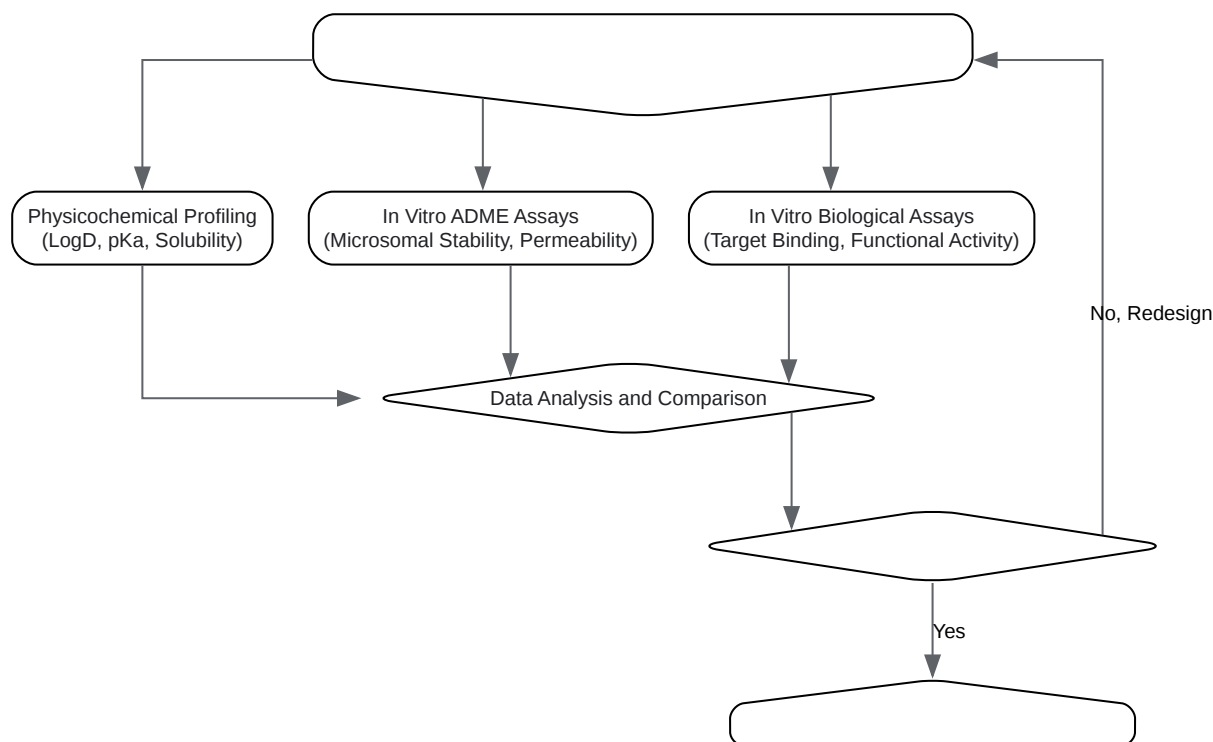 Physicochemical Profiling
(LogD, pKa, Solubility)
In Vitro ADME Assays
(Microsomal Stability, Permeability)
In Vitro Biological Assays
(Target Binding, Functional Activity)
No, Redesign
Data Analysis and Comparison
Yes